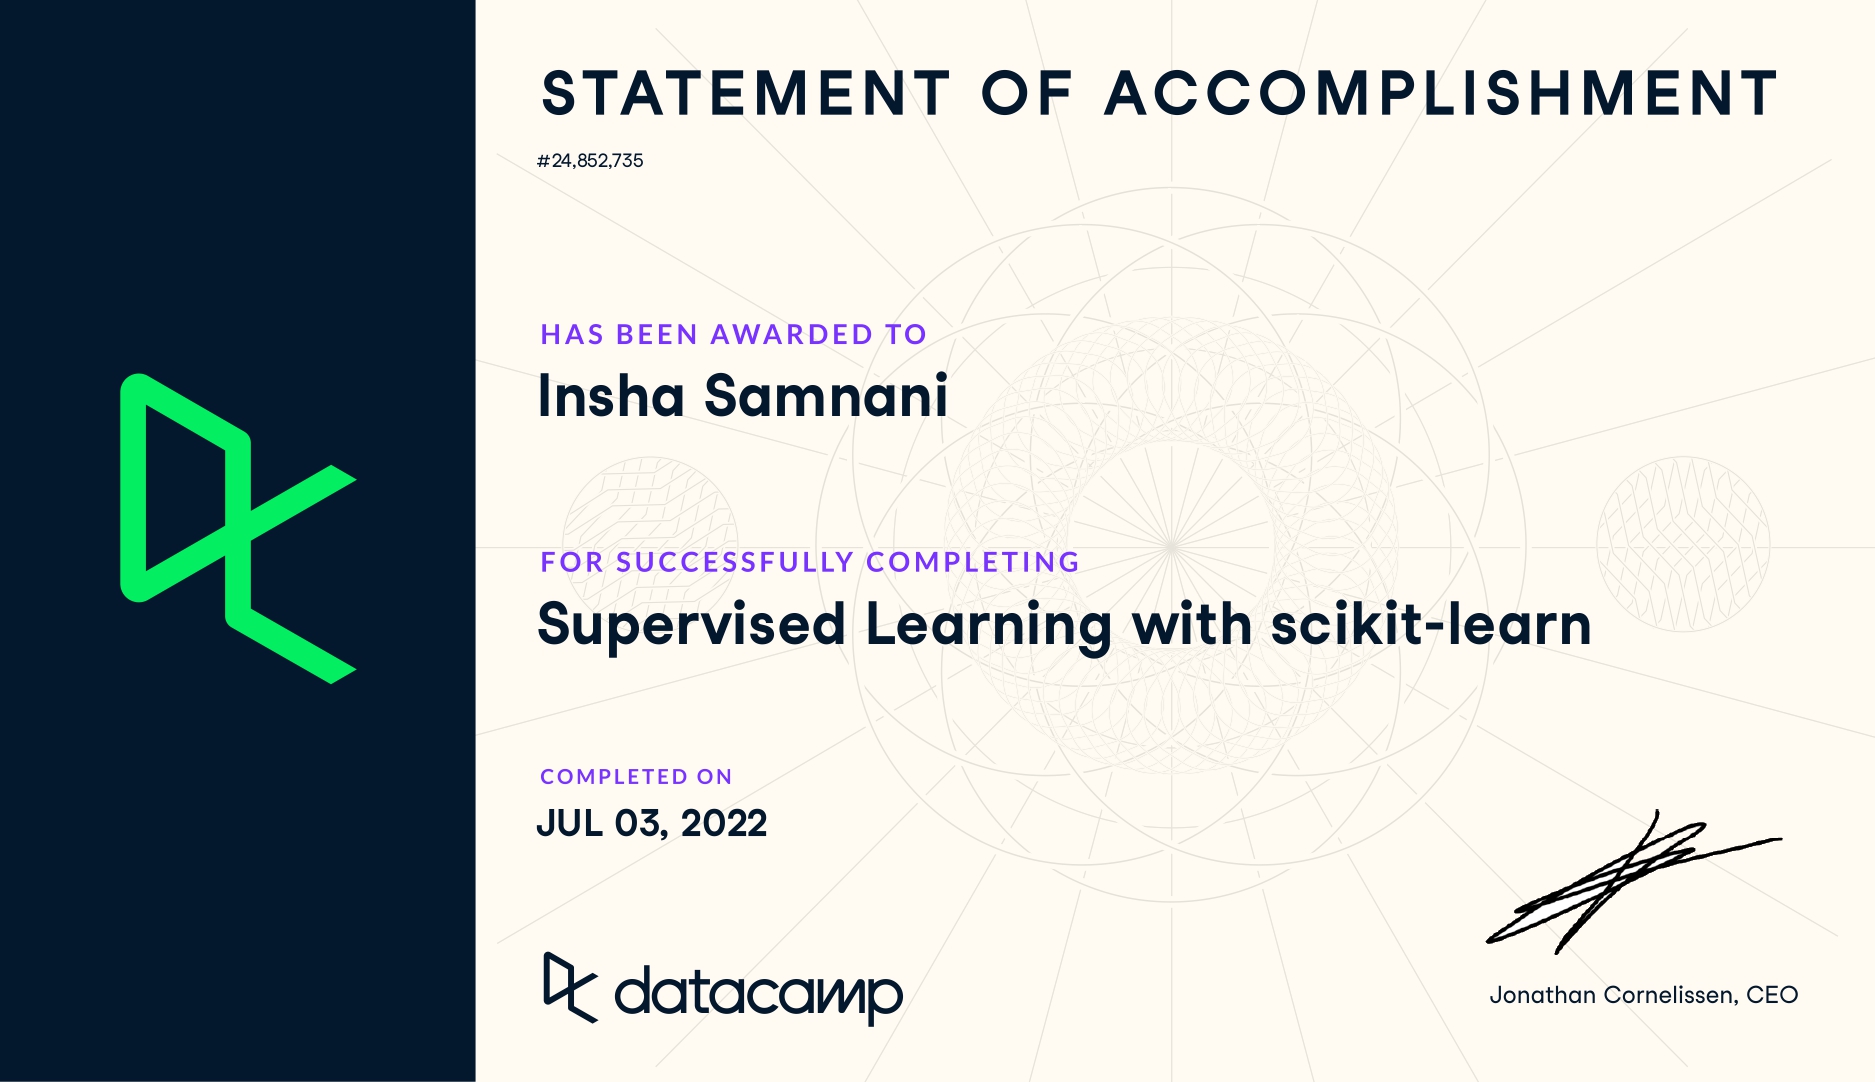 STATEMENT OF ACCOMPLISHMENT
#24,852,735
HAS BEEN AWARDED TO
Insha Samnani
FOR SUCCESSFULLY COMPLETING
Supervised Learning with scikit-learn
COMPLETED ON
JUL 03, 2022
datacamp
Jonathan Cornelissen, CEO